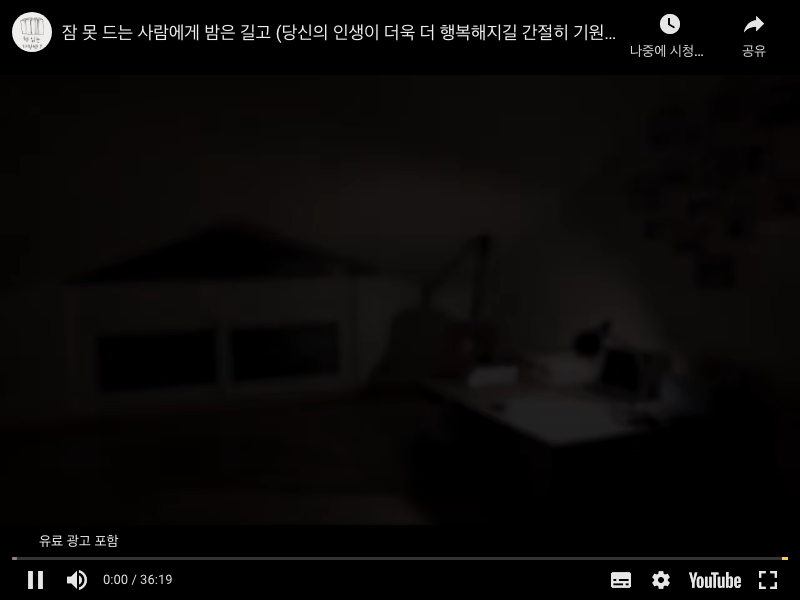 잠 못 드는 사람에게 밤은 길고 (당신의 인생이 더욱 더 행복해지길 간절히 기원...
나중에 시청...
공유
유료 광고 포함
0:00 / 36:19
YouTube